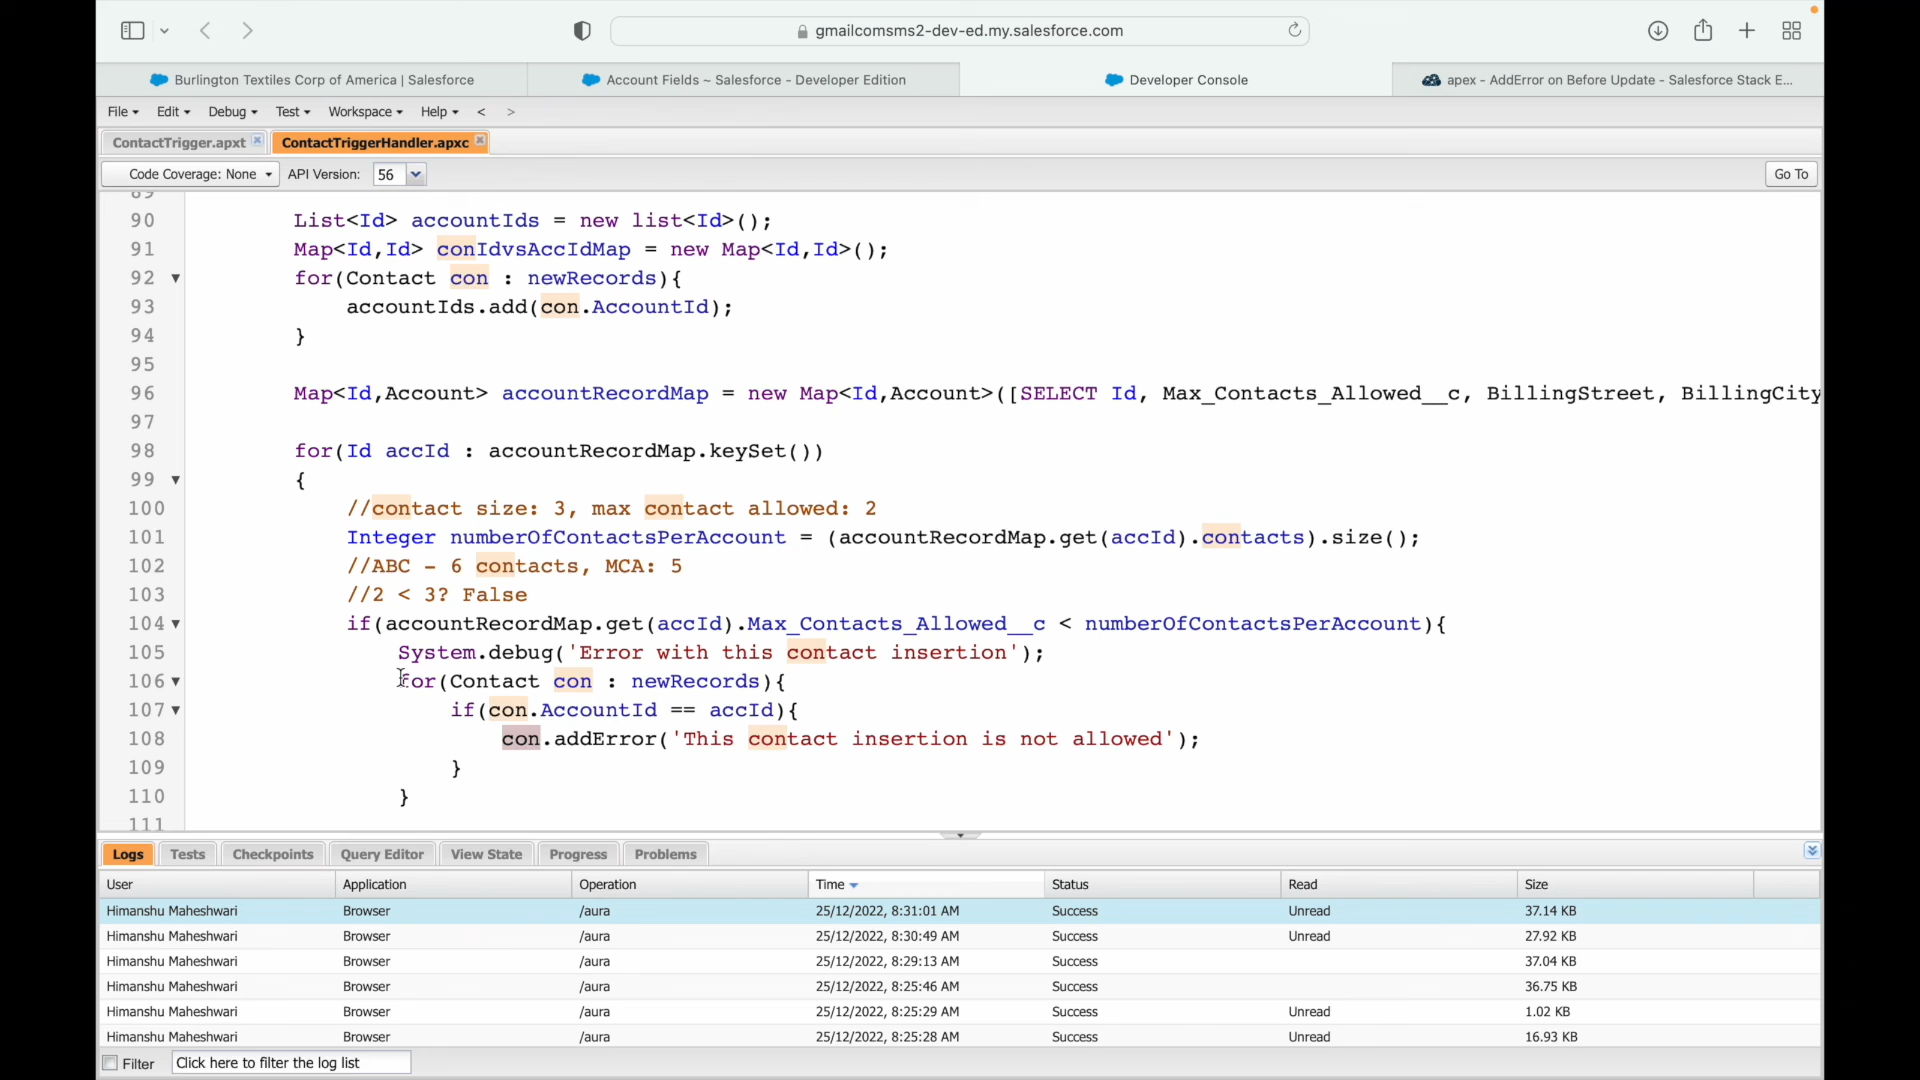 gmailcomsms2-dev-ed.my.salesforce.com
Burlington Textiles Corp of America | Salesforce
Account Fields ~ Salesforce - Developer Edition
Developer Console
apex - AddError on Before Update - Salesforce Stack E...
File Edit Debug Test Workspace Help < >
ContactTrigger.apxt
ContactTriggerHandler.apxc
Code Coverage: None API Version: 56 Go To
89
90 List<Id> accountIds = new list<Id>();
91 Map<Id,Id> conIdvsAccIdMap = new Map<Id,Id>();
92 for(Contact con : newRecords){
93 accountIds.add(con.AccountId);
94 }
95
96 Map<Id,Account> accountRecordMap = new Map<Id,Account>([SELECT Id, Max_Contacts_Allowed__c, BillingStreet, BillingCity
97
98 for(Id accId : accountRecordMap.keySet())
99 {
100 //contact size: 3, max contact allowed: 2
101 Integer numberOfContactsPerAccount = (accountRecordMap.get(accId).contacts).size();
102 //ABC - 6 contacts, MCA: 5
103 //2 < 3? False
104 if(accountRecordMap.get(accId).Max_Contacts_Allowed__c < numberOfContactsPerAccount){
105 System.debug('Error with this contact insertion');
106 for(Contact con : newRecords){
107 if(con.AccountId == accId){
108 con.addError('This contact insertion is not allowed');
109 }
110 }
111
Logs Tests Checkpoints Query Editor View State Progress Problems
User Application Operation Time Status Read Size
Himanshu Maheshwari Browser /aura 25/12/2022, 8:31:01 AM Success Unread 37.14 KB
Himanshu Maheshwari Browser /aura 25/12/2022, 8:30:49 AM Success Unread 27.92 KB
Himanshu Maheshwari Browser /aura 25/12/2022, 8:29:13 AM Success 37.04 KB
Himanshu Maheshwari Browser /aura 25/12/2022, 8:25:46 AM Success 36.75 KB
Himanshu Maheshwari Browser /aura 25/12/2022, 8:25:29 AM Success Unread 1.02 KB
Himanshu Maheshwari Browser /aura 25/12/2022, 8:25:28 AM Success Unread 16.93 KB
Filter Click here to filter the log list